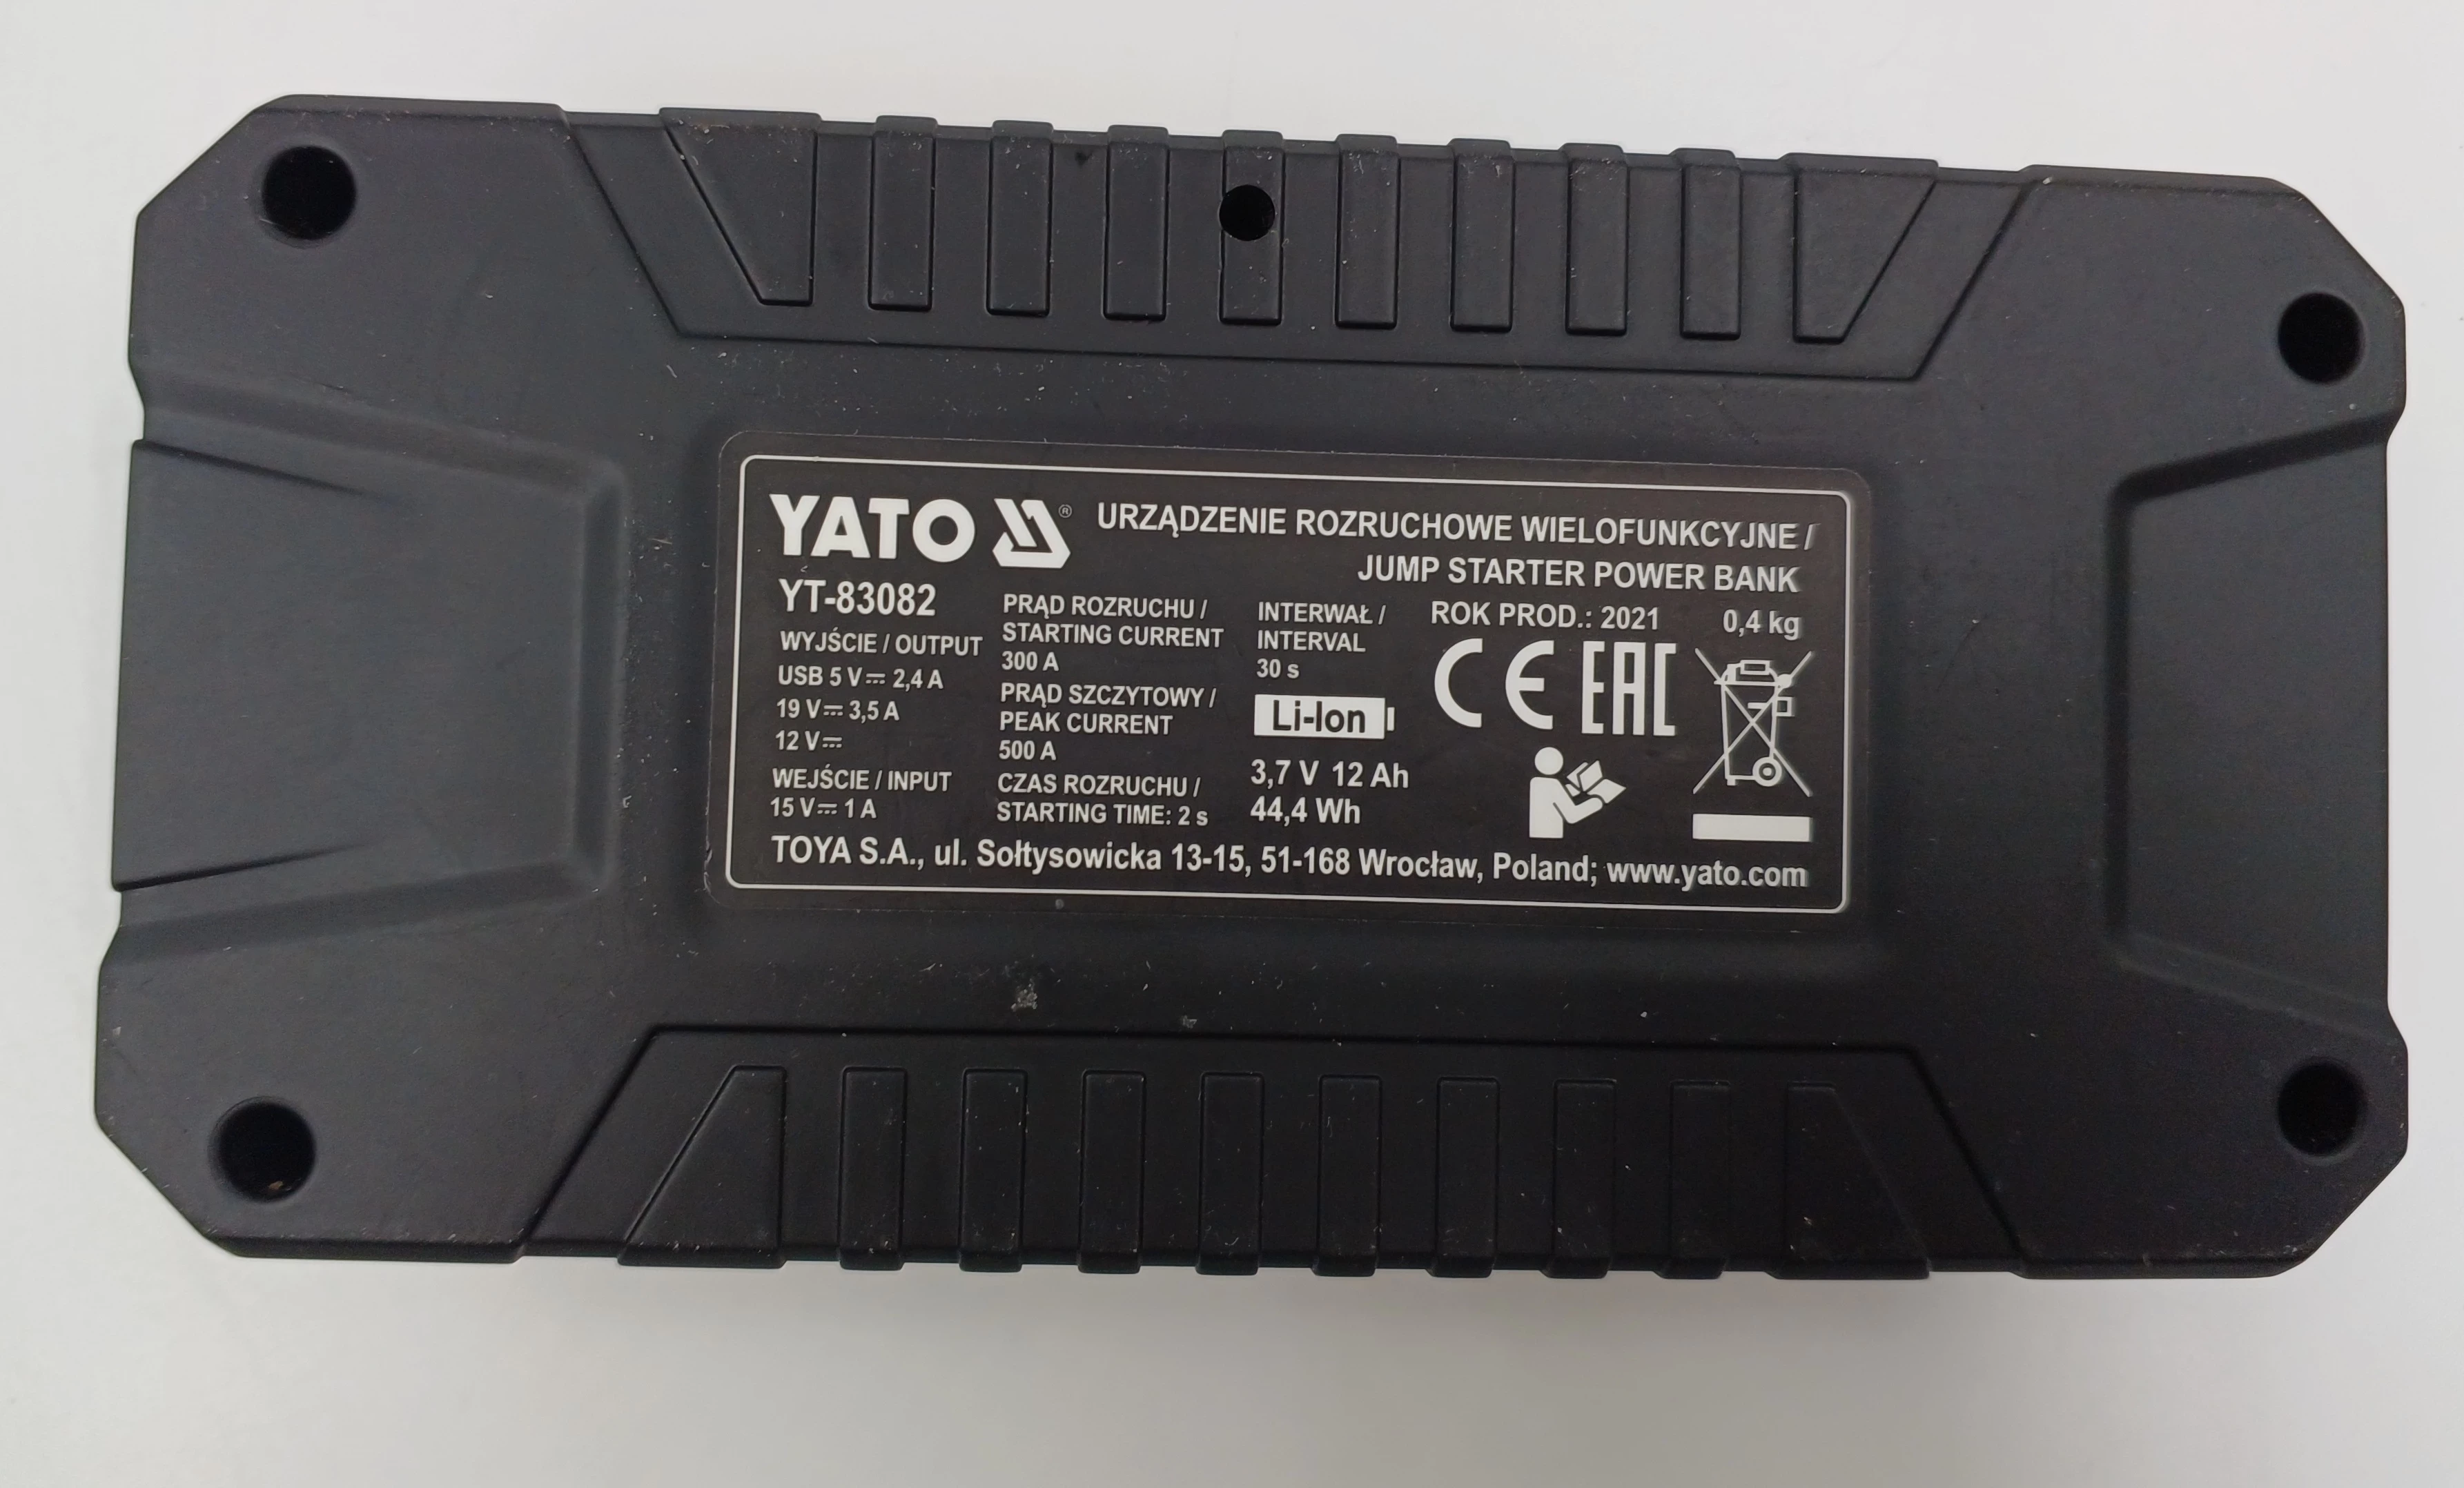 YATO ® URZĄDZENIE ROZRUCHOWE WIELOFUNKCYJNE /
JUMP STARTER POWER BANK
YT-83082
WYJŚCIE / OUTPUT
USB 5 V⎓ 2,4 A
19 V⎓ 3,5 A
12 V⎓
WEJŚCIE / INPUT
15 V⎓ 1 A
PRĄD ROZRUCHU /
STARTING CURRENT
300 A
PRĄD SZCZYTOWY /
PEAK CURRENT
500 A
CZAS ROZRUCHU /
STARTING TIME: 2 s
INTERWAŁ /
INTERVAL
30 s
Li-Ion
3,7 V 12 Ah
44,4 Wh
ROK PROD.: 2021 0,4 kg
CE EAC
TOYA S.A., ul. Sołtysowicka 13-15, 51-168 Wrocław, Poland; www.yato.com